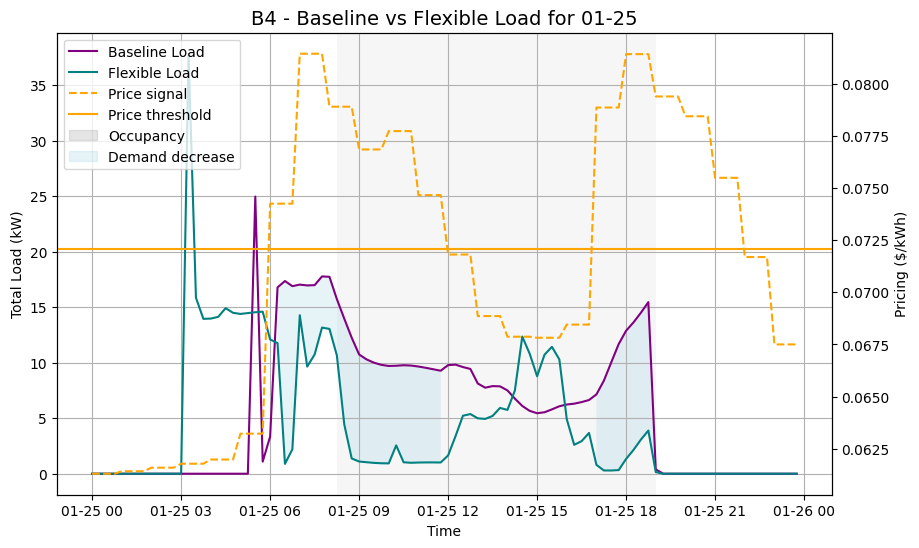 B4 - Baseline vs Flexible Load for 01-25
Baseline Load
Flexible Load
Price signal
Price threshold
Occupancy
Demand decrease
Total Load (kW)
35
30
25
20
15
10
5
0
0.0800
0.0775
0.0750
0.0725
0.0700
0.0675
0.0650
0.0625
Pricing ($/kWh)
01-25 00 01-25 03 01-25 06 01-25 09 01-25 12 01-25 15 01-25 18 01-25 21 01-26 00
Time